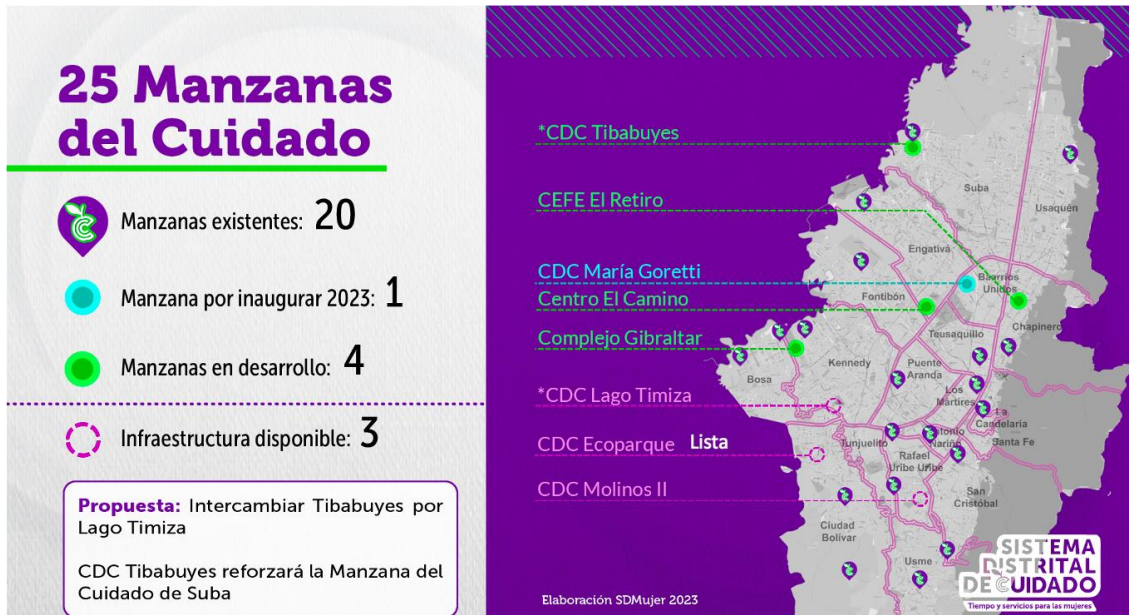 25 Manzanas
del Cuidado
Manzanas existentes: 20
Manzana por inaugurar 2023: 1
Manzanas en desarrollo: 4
Infraestructura disponible: 3
Propuesta: Intercambiar Tibabuyes por
Lago Timiza
CDC Tibabuyes reforzará la Manzana del
Cuidado de Suba
*CDC Tibabuyes
CEFE El Retiro
CDC María Goretti
Centro El Camino
Complejo Gibraltar
*CDC Lago Timiza
CDC Ecoparque Lista
CDC Molinos II
Suba
Usaquén
Engativá
Barrios
Unidos
Fontibón
Chapinero
Teusaquillo
Kennedy
Puente
Aranda
Bosa
Los
Mártires
La
Candelaria
Santa Fe
Tunjuelito
Antonio
Nariño
Rafael
Uribe Uribe
San
Cristóbal
Ciudad
Bolívar
Usme
Elaboración SDMujer 2023
SISTEMA
DISTRITAL
DE CUIDADO
Tiempo y servicios para las mujeres